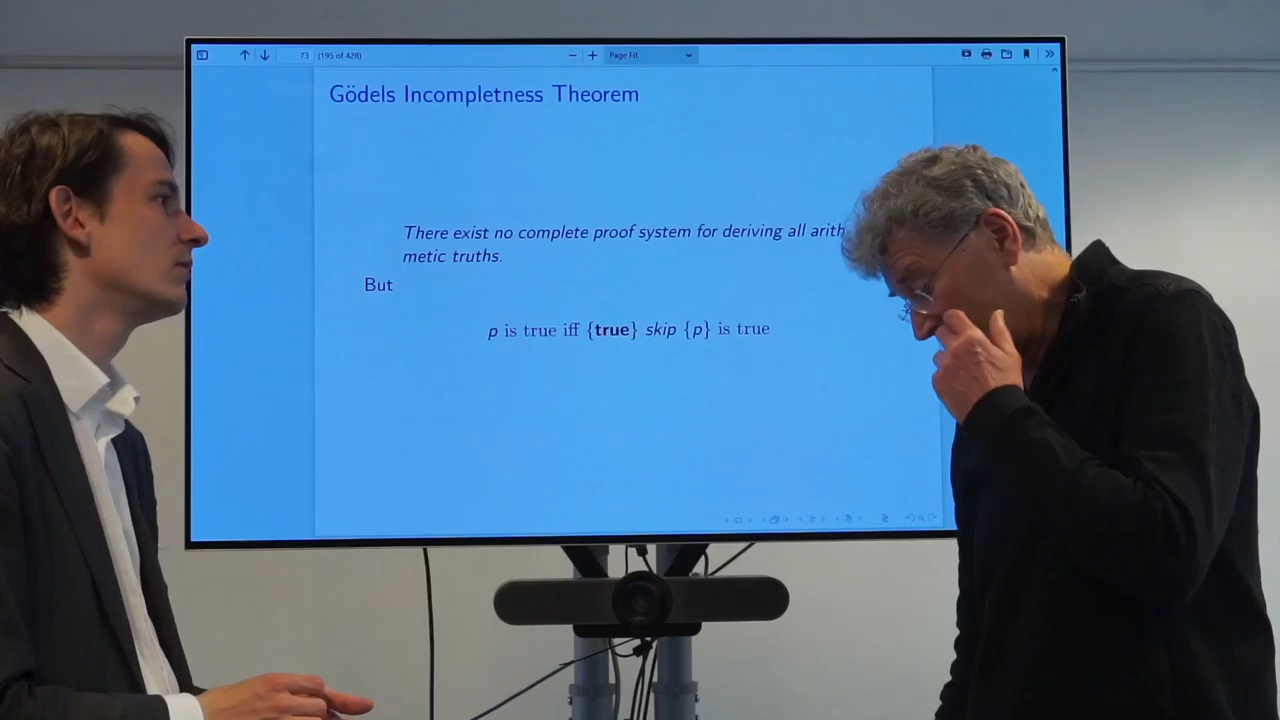 73 (195 of 428)
Page Fit
Gödels Incompletness Theorem
There exist no complete proof system for deriving all arith
metic truths.
But
p is true iff {true} skip {p} is true